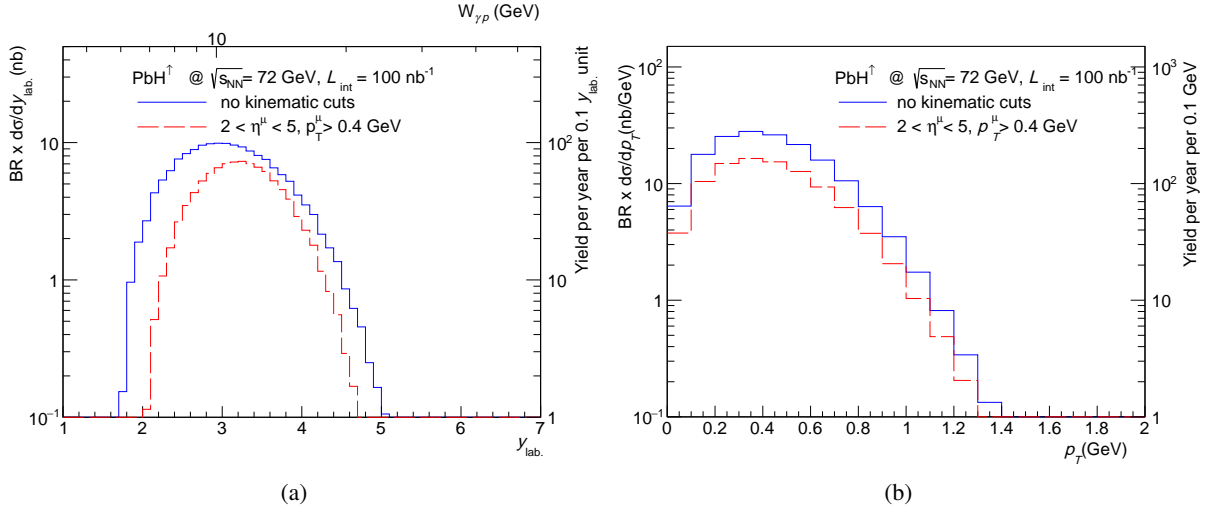 W_γp (GeV)
10
PbH↑ @ √s_NN = 72 GeV, L_int = 100 nb⁻¹
no kinematic cuts
2 < η^μ < 5, p_T^μ > 0.4 GeV
BR x dσ/dy_lab. (nb)
10
1
10⁻¹
Yield per year per 0.1 y_lab. unit
10²
10
1
1 2 3 4 5 6 7
y_lab.
(a)
PbH↑ @ √s_NN = 72 GeV, L_int = 100 nb⁻¹
no kinematic cuts
2 < η^μ < 5, p_T^μ > 0.4 GeV
BR x dσ/dp_T (nb/GeV)
10²
10
1
10⁻¹
Yield per year per 0.1 GeV
10³
10²
10
1
0 0.2 0.4 0.6 0.8 1 1.2 1.4 1.6 1.8 2
p_T (GeV)
(b)